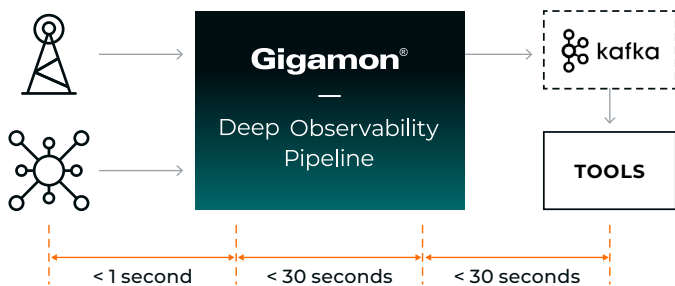 Gigamon®
Deep Observability
Pipeline
kafka
TOOLS
< 1 second
< 30 seconds
< 30 seconds